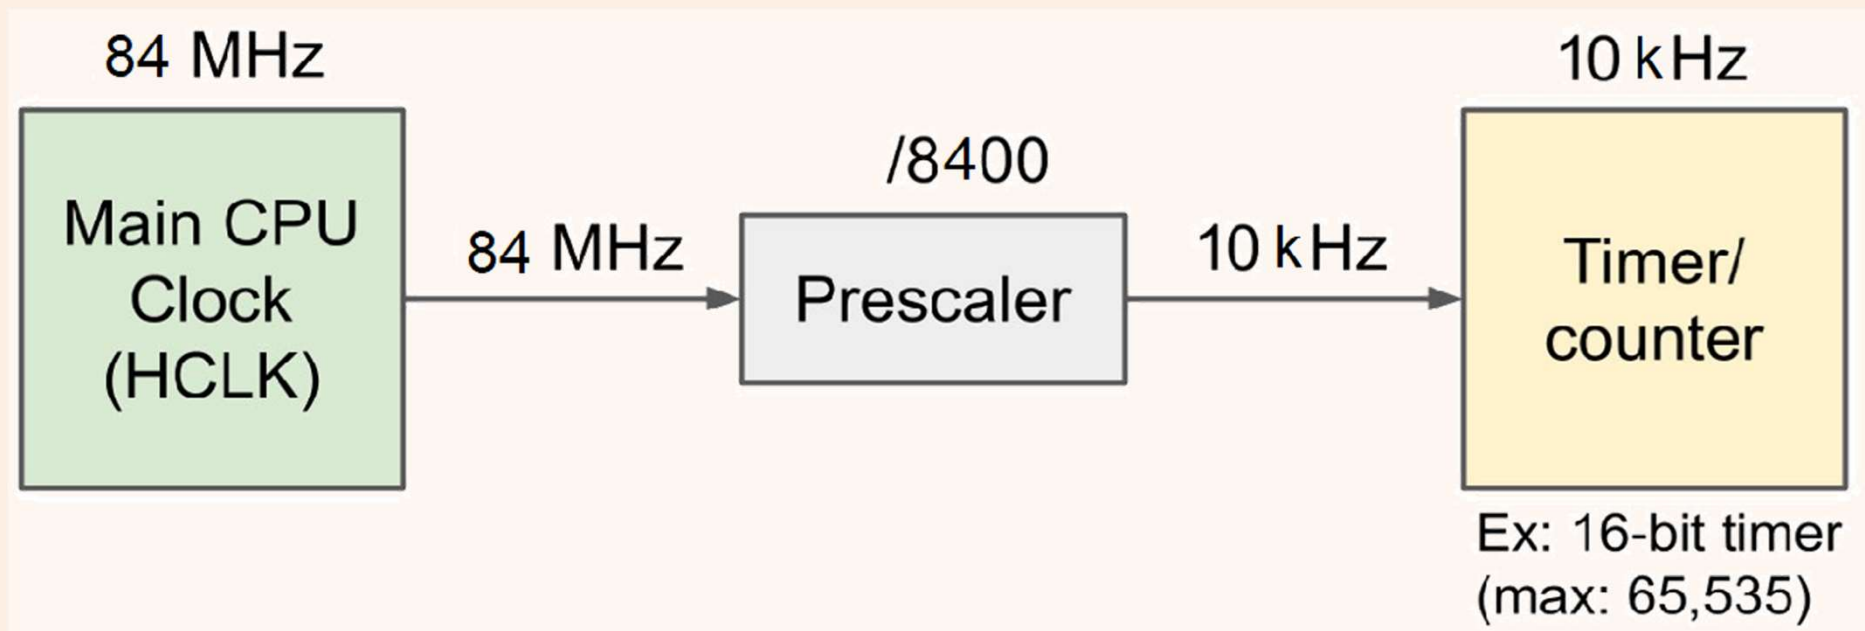 84 MHz
10 kHz
/8400
Main CPU
Clock
(HCLK)
84 MHz
Prescaler
10 kHz
Timer/
counter
Ex: 16-bit timer
(max: 65,535)